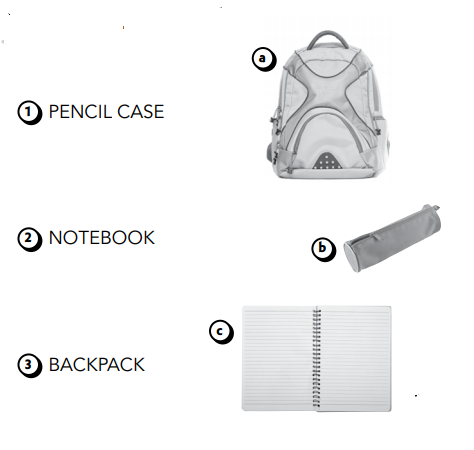 a
1 PENCIL CASE
2 NOTEBOOK
b
c
3 BACKPACK